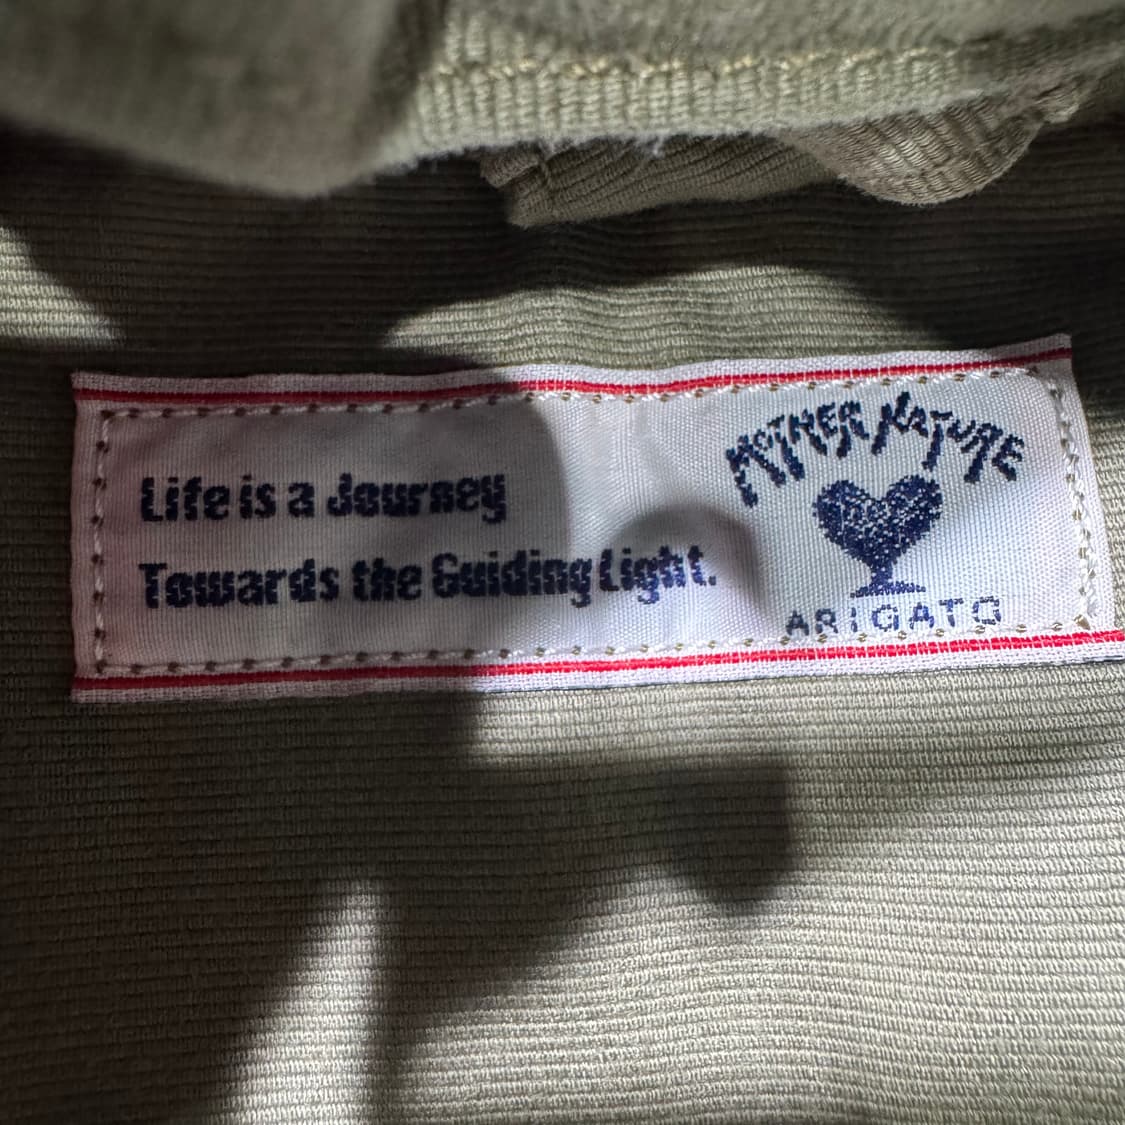 Life is a Journey
Towards the Guiding Light.
MOTHER NATURE
ARIGATO